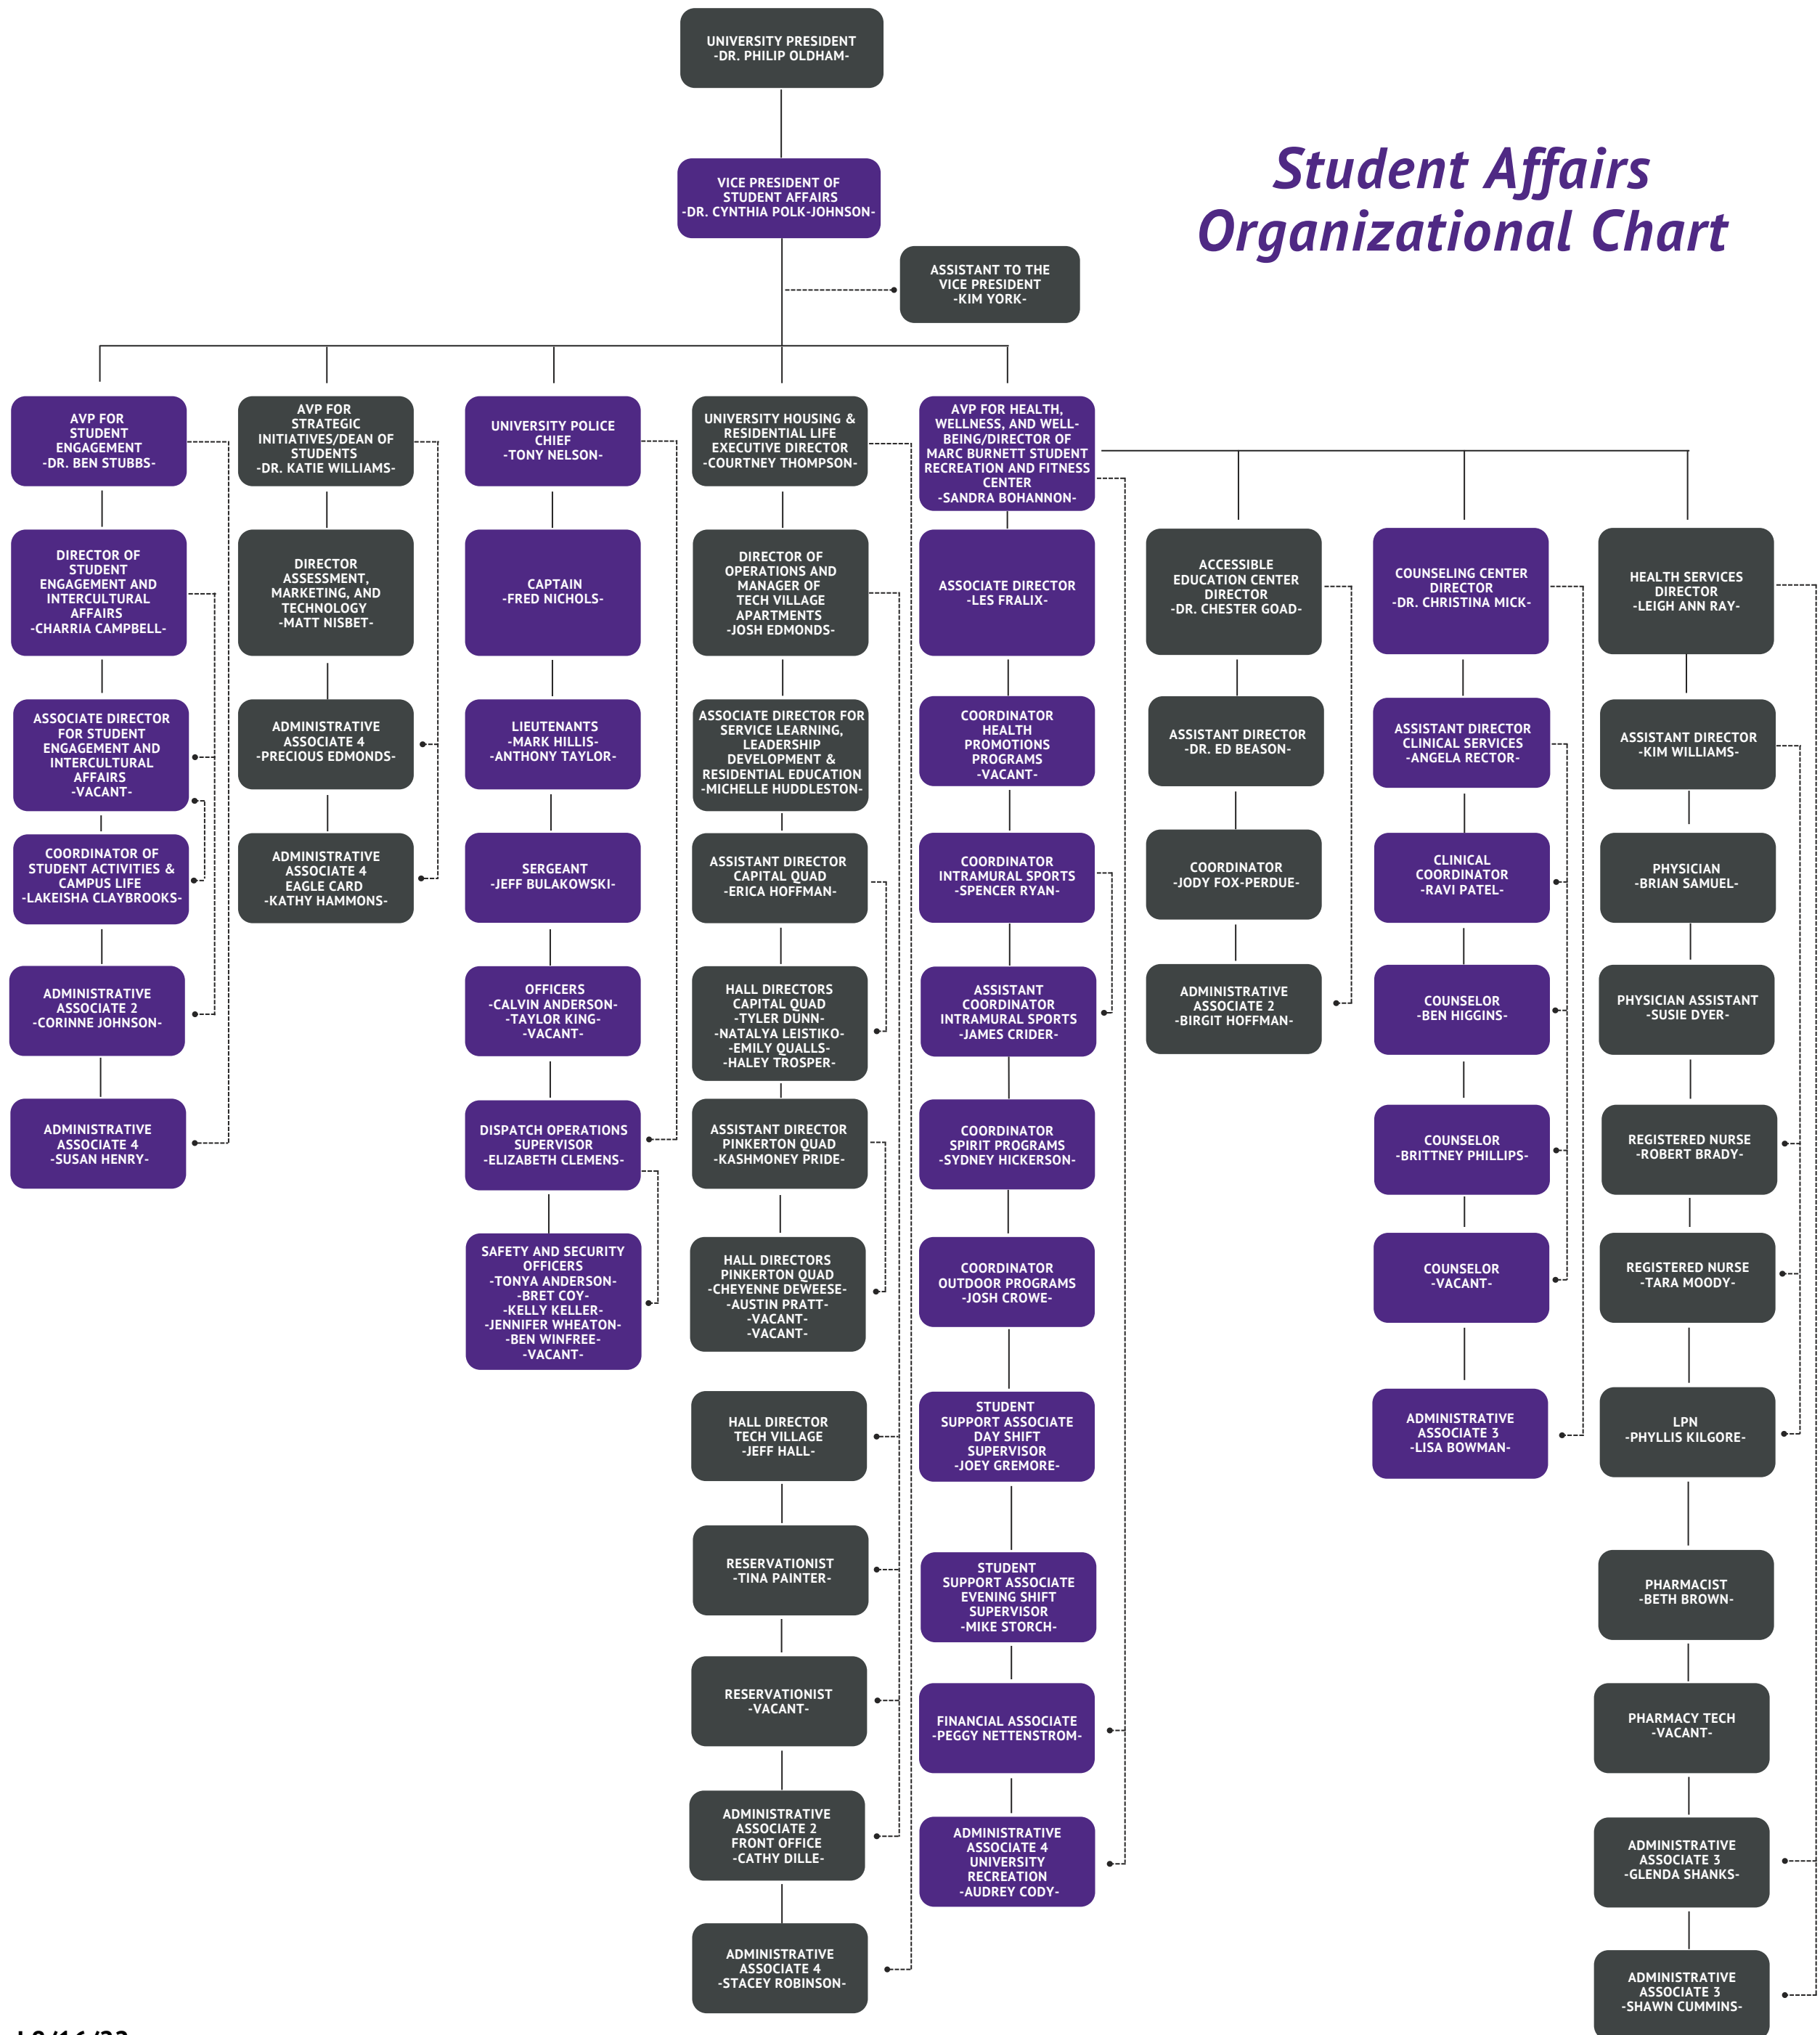 UNIVERSITY PRESIDENT
-DR. PHILIP OLDHAM-
Student Affairs
Organizational Chart
VICE PRESIDENT OF
STUDENT AFFAIRS
-DR. CYNTHIA POLK-JOHNSON-
ASSISTANT TO THE
VICE PRESIDENT
-KIM YORK-
AVP FOR
STUDENT
ENGAGEMENT
-DR. BEN STUBBS-
DIRECTOR OF
STUDENT
ENGAGEMENT AND
INTERCULTURAL
AFFAIRS
-CHARRIA CAMPBELL-
ASSOCIATE DIRECTOR
FOR STUDENT
ENGAGEMENT AND
INTERCULTURAL
AFFAIRS
-VACANT-
COORDINATOR OF
STUDENT ACTIVITIES &
CAMPUS LIFE
-LAKEISHA CLAYBROOKS-
ADMINISTRATIVE
ASSOCIATE 2
-CORINNE JOHNSON-
ADMINISTRATIVE
ASSOCIATE 4
-SUSAN HENRY-
AVP FOR
STRATEGIC
INITIATIVES/DEAN OF
STUDENTS
-DR. KATIE WILLIAMS-
DIRECTOR
ASSESSMENT,
MARKETING, AND
TECHNOLOGY
-MATT NISBET-
ADMINISTRATIVE
ASSOCIATE 4
-PRECIOUS EDMONDS-
ADMINISTRATIVE
ASSOCIATE 4
EAGLE CARD
-KATHY HAMMONS-
UNIVERSITY POLICE
CHIEF
-TONY NELSON-
CAPTAIN
-FRED NICHOLS-
LIEUTENANTS
-MARK HILLIS-
-ANTHONY TAYLOR-
SERGEANT
-JEFF BULAKOWSKI-
OFFICERS
-CALVIN ANDERSON-
-TAYLOR KING-
-VACANT-
DISPATCH OPERATIONS
SUPERVISOR
-ELIZABETH CLEMENS-
SAFETY AND SECURITY
OFFICERS
-TONYA ANDERSON-
-BRET COY-
-KELLY KELLER-
-JENNIFER WHEATON-
-BEN WINFREE-
-VACANT-
UNIVERSITY HOUSING &
RESIDENTIAL LIFE
EXECUTIVE DIRECTOR
-COURTNEY THOMPSON-
DIRECTOR OF
OPERATIONS AND
MANAGER OF
TECH VILLAGE
APARTMENTS
-JOSH EDMONDS-
ASSOCIATE DIRECTOR FOR
SERVICE LEARNING,
LEADERSHIP
DEVELOPMENT &
RESIDENTIAL EDUCATION
-MICHELLE HUDDLESTON-
ASSISTANT DIRECTOR
CAPITAL QUAD
-ERICA HOFFMAN-
HALL DIRECTORS
CAPITAL QUAD
-TYLER DUNN-
-NATALYA LEISTIKO-
-EMILY QUALLS-
-HALEY TROSPER-
ASSISTANT DIRECTOR
PINKERTON QUAD
-KASHMONEY PRIDE-
HALL DIRECTORS
PINKERTON QUAD
-CHEYENNE DEWEESE-
-AUSTIN PRATT-
-VACANT-
-VACANT-
HALL DIRECTOR
TECH VILLAGE
-JEFF HALL-
RESERVATIONIST
-TINA PAINTER-
RESERVATIONIST
-VACANT-
ADMINISTRATIVE
ASSOCIATE 2
FRONT OFFICE
-CATHY DILLE-
ADMINISTRATIVE
ASSOCIATE 4
-STACEY ROBINSON-
AVP FOR HEALTH,
WELLNESS, AND WELL-
BEING/DIRECTOR OF
MARC BURNETT STUDENT
RECREATION AND FITNESS
CENTER
-SANDRA BOHANNON-
ASSOCIATE DIRECTOR
-LES FRALIX-
COORDINATOR
HEALTH
PROMOTIONS
PROGRAMS
-VACANT-
COORDINATOR
INTRAMURAL SPORTS
-SPENCER RYAN-
ASSISTANT
COORDINATOR
INTRAMURAL SPORTS
-JAMES CRIDER-
COORDINATOR
SPIRIT PROGRAMS
-SYDNEY HICKERSON-
COORDINATOR
OUTDOOR PROGRAMS
-JOSH CROWE-
STUDENT
SUPPORT ASSOCIATE
DAY SHIFT
SUPERVISOR
-JOEY GREMORE-
STUDENT
SUPPORT ASSOCIATE
EVENING SHIFT
SUPERVISOR
-MIKE STORCH-
FINANCIAL ASSOCIATE
-PEGGY NETTENSTROM-
ADMINISTRATIVE
ASSOCIATE 4
UNIVERSITY
RECREATION
-AUDREY CODY-
ACCESSIBLE
EDUCATION CENTER
DIRECTOR
-DR. CHESTER GOAD-
ASSISTANT DIRECTOR
-DR. ED BEASON-
COORDINATOR
-JODY FOX-PERDUE-
ADMINISTRATIVE
ASSOCIATE 2
-BIRGIT HOFFMAN-
COUNSELING CENTER
DIRECTOR
-DR. CHRISTINA MICK-
ASSISTANT DIRECTOR
CLINICAL SERVICES
-ANGELA RECTOR-
CLINICAL
COORDINATOR
-RAVI PATEL-
COUNSELOR
-BEN HIGGINS-
COUNSELOR
-BRITTNEY PHILLIPS-
COUNSELOR
-VACANT-
ADMINISTRATIVE
ASSOCIATE 3
-LISA BOWMAN-
HEALTH SERVICES
DIRECTOR
-LEIGH ANN RAY-
ASSISTANT DIRECTOR
-KIM WILLIAMS-
PHYSICIAN
-BRIAN SAMUEL-
PHYSICIAN ASSISTANT
-SUSIE DYER-
REGISTERED NURSE
-ROBERT BRADY-
REGISTERED NURSE
-TARA MOODY-
LPN
-PHYLLIS KILGORE-
PHARMACIST
-BETH BROWN-
PHARMACY TECH
-VACANT-
ADMINISTRATIVE
ASSOCIATE 3
-GLENDA SHANKS-
ADMINISTRATIVE
ASSOCIATE 3
-SHAWN CUMMINS-